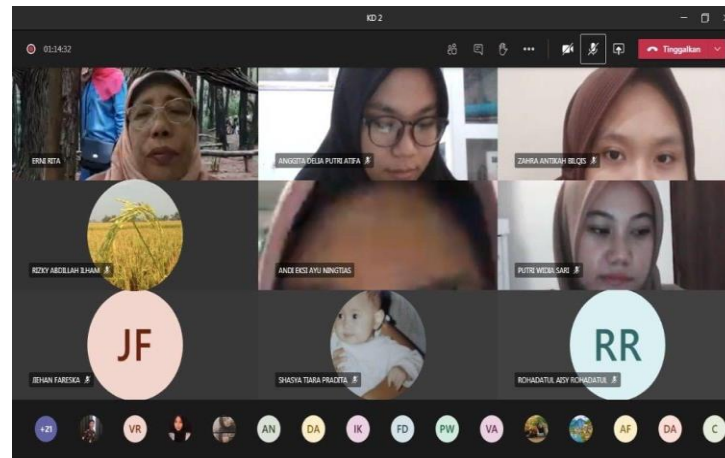 KD 2
01:14:32
Tinggalkan
ERNI RITA
ANGGITA DELIA PUTRI ATIFA
ZAHRA ANTIKAH BILQIS
RIZKY ABDILLAH ILHAM
ANDI EKSI AYU NINGTIAS
PUTRI WIDIA SARI
JF
RR
JIEHAN FARESKA
SHASYA TIARA PRADITA
ROHADATUL AISY ROHADATUL
+21
VR
AN
DA
IK
FD
PW
VA
AF
DA
C